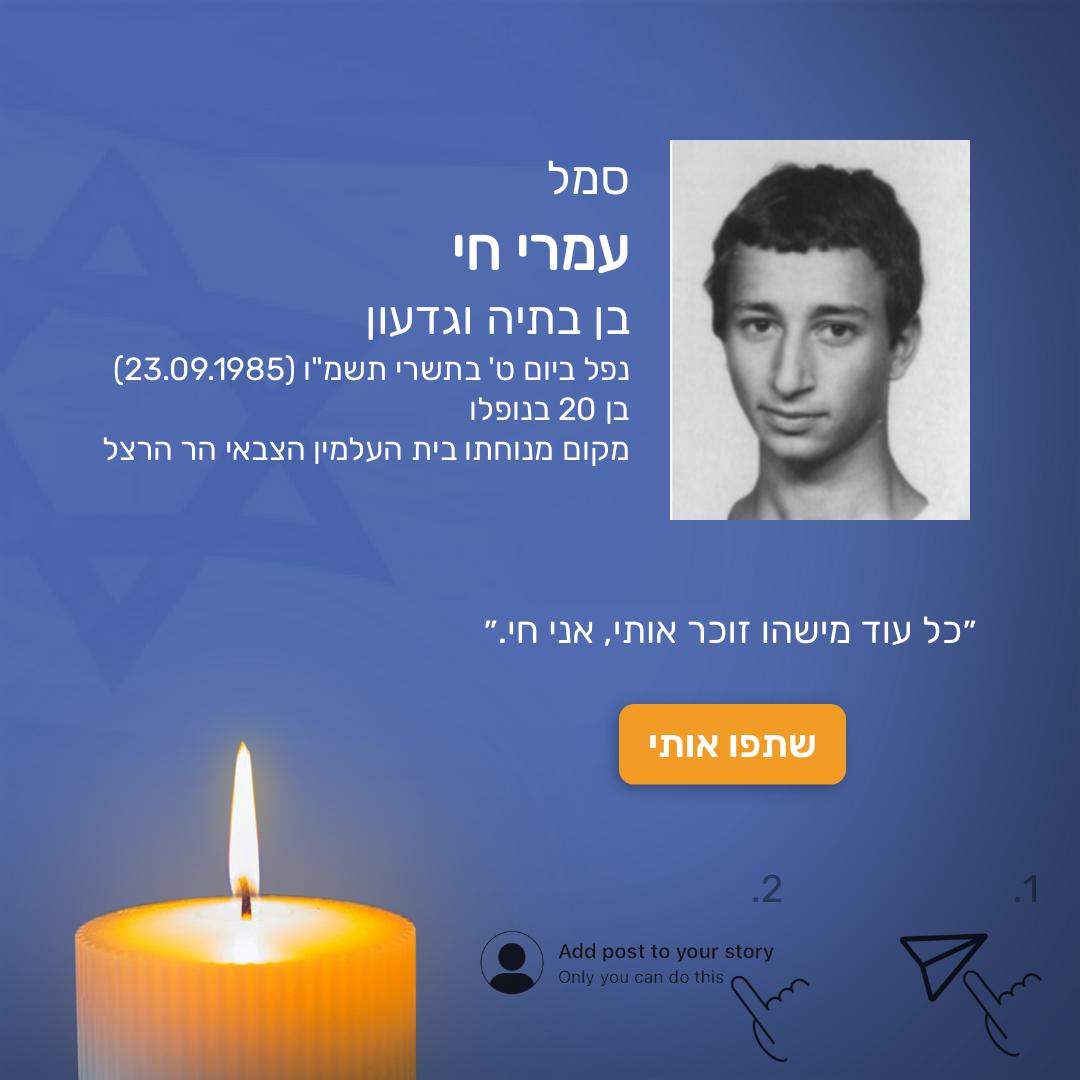 סמל
עמרי חי
בן בתיה וגדעון
נפל ביום ט' בתשרי תשמ"ו (23.09.1985)
בן 20 בנופלו
מקום מנוחתו בית העלמין הצבאי הר הרצל
״כל עוד מישהו זוכר אותי, אני חי.״
שתפו אותי
.1
.2
Add post to your story
Only you can do this